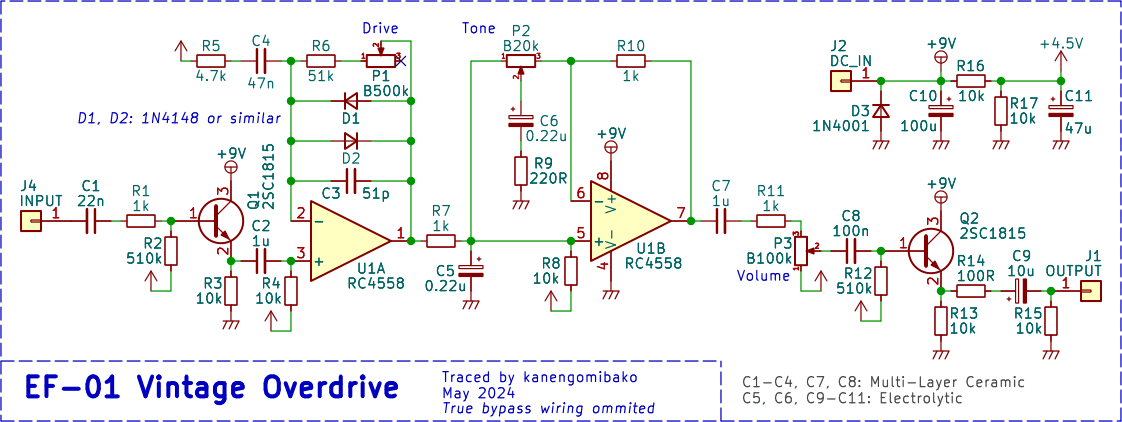 Drive
Tone
R5
4.7k
C4
47n
R6
51k
1
2
3
P1
B500k
D1
D1, D2: 1N4148 or similar
D2
C3
51p
P2
B20k
1
2
3
R10
1k
C6
0.22u
R9
220R
J2
DC_IN
1
D3
1N4001
+9V
C10
100u
R16
10k
R17
10k
+4.5V
C11
47u
J4
INPUT
1
C1
22n
R1
1k
R2
510k
+9V
Q1
2SC1815
1
2
3
R3
10k
C2
1u
R4
10k
2
3
1
U1A
RC4558
R7
1k
C5
0.22u
R8
10k
+9V
8
V+
V-
4
6
5
7
U1B
RC4558
C7
1u
R11
1k
P3
B100k
1
2
3
Volume
C8
100n
R12
510k
+9V
Q2
2SC1815
1
2
3
R13
10k
R14
100R
C9
10u
R15
10k
J1
OUTPUT
1
EF-01 Vintage Overdrive
Traced by kanengomibako
May 2024
True bypass wiring ommited
C1-C4, C7, C8: Multi-Layer Ceramic
C5, C6, C9-C11: Electrolytic